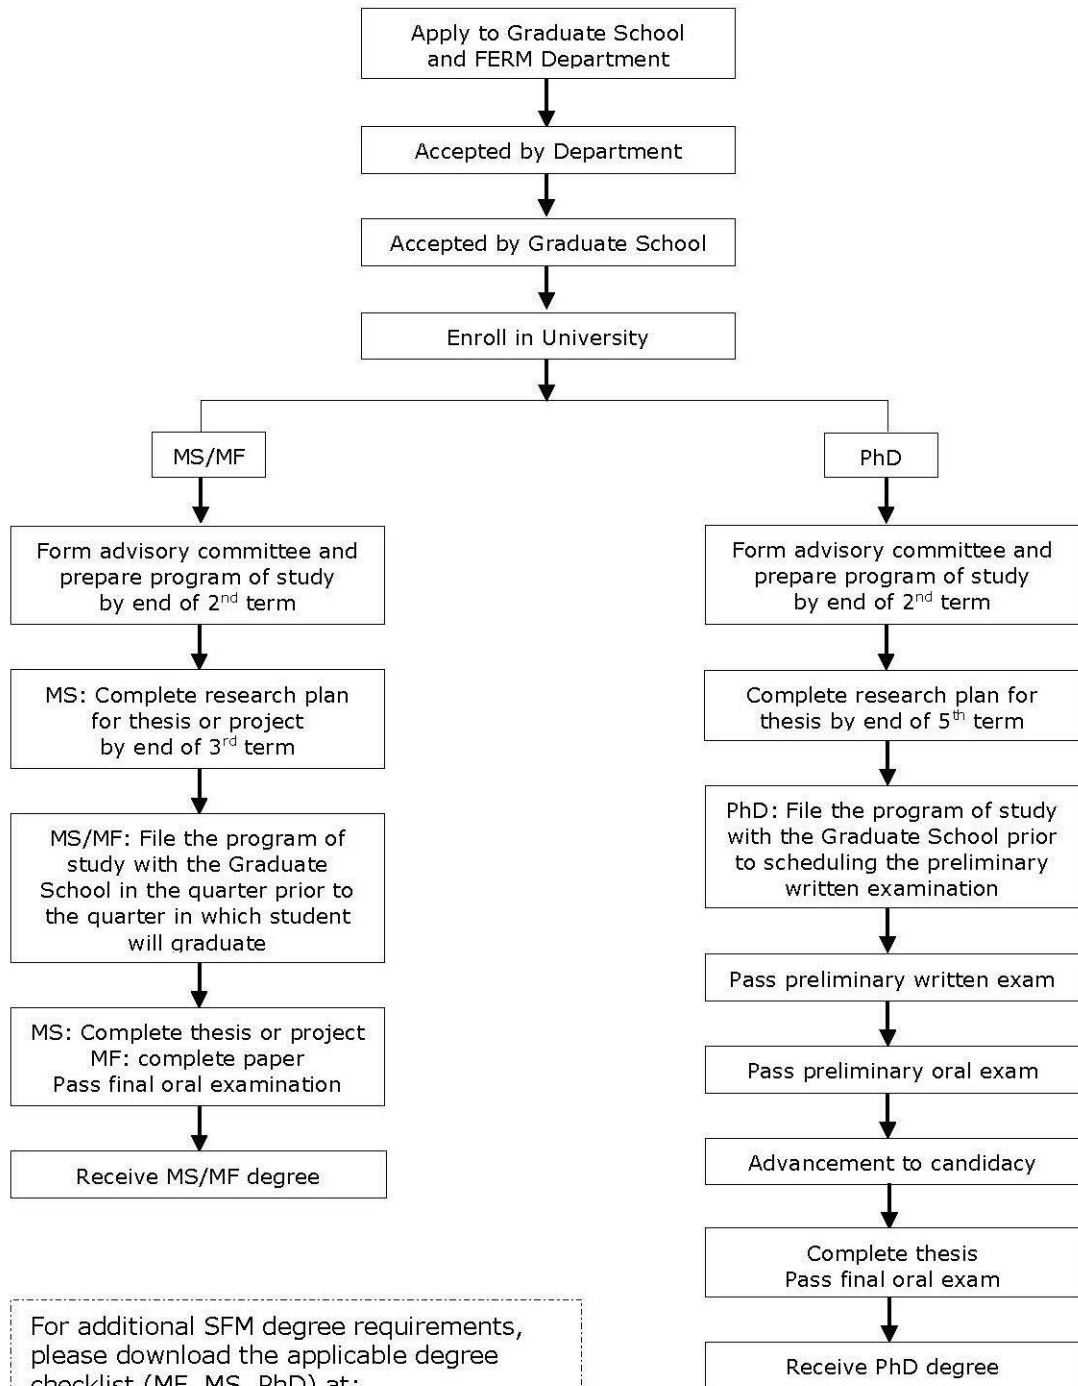 Apply to Graduate School
and FERM Department
Accepted by Department
Accepted by Graduate School
Enroll in University
MS/MF
Form advisory committee and
prepare program of study
by end of 2nd term
MS: Complete research plan
for thesis or project
by end of 3rd term
MS/MF: File the program of
study with the Graduate
School in the quarter prior to
the quarter in which student
will graduate
MS: Complete thesis or project
MF: complete paper
Pass final oral examination
Receive MS/MF degree
PhD
Form advisory committee and
prepare program of study
by end of 2nd term
Complete research plan for
thesis by end of 5th term
PhD: File the program of study
with the Graduate School prior
to scheduling the preliminary
written examination
Pass preliminary written exam
Pass preliminary oral exam
Advancement to candidacy
Complete thesis
Pass final oral exam
Receive PhD degree
For additional SFM degree requirements,
please download the applicable degree
checklist (MF, MS, PhD) at: